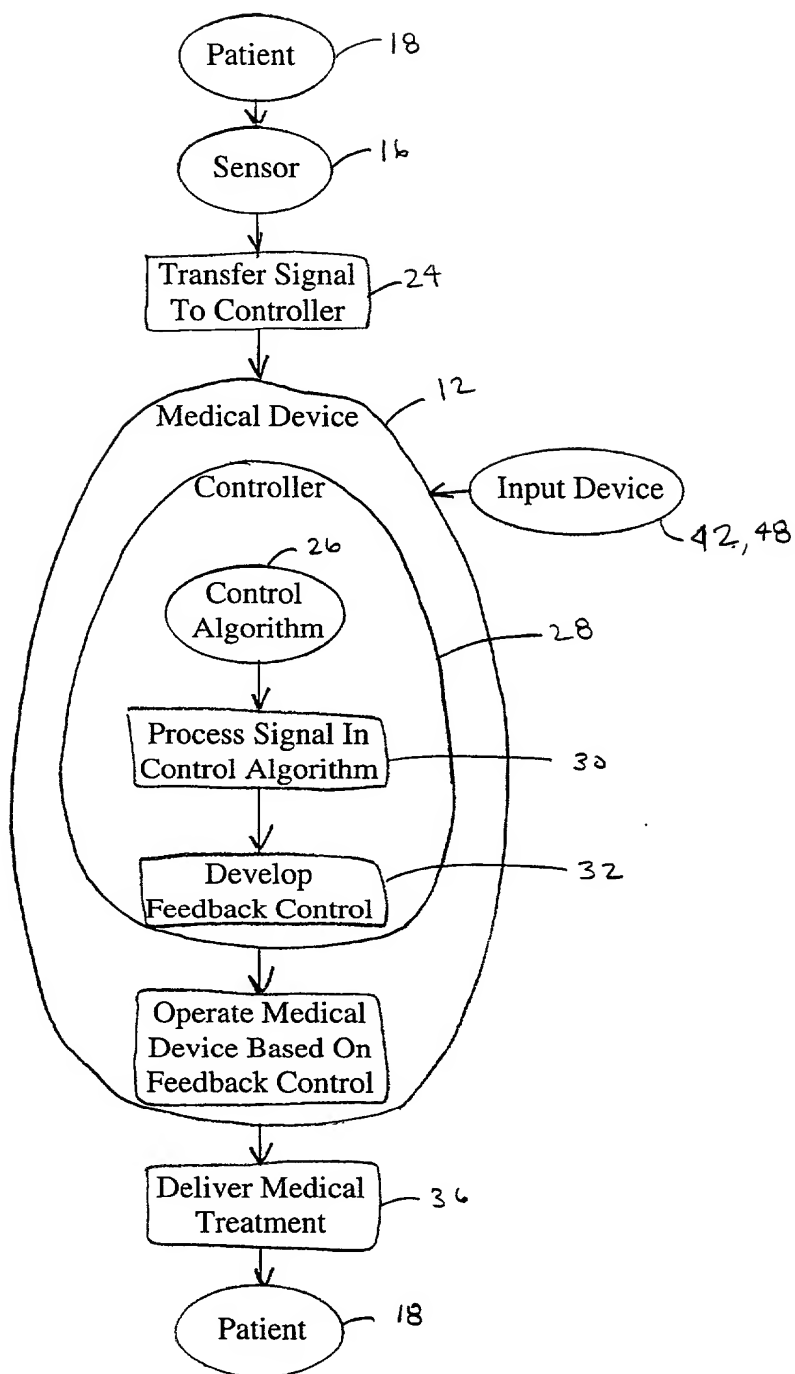 Patient
18
Sensor
16
Transfer Signal
To Controller
24
12
Medical Device
Controller
Input Device
42, 48
26
Control
Algorithm
28
Process Signal In
Control Algorithm
30
Develop
Feedback Control
32
Operate Medical
Device Based On
Feedback Control
Deliver Medical
Treatment
36
Patient
18